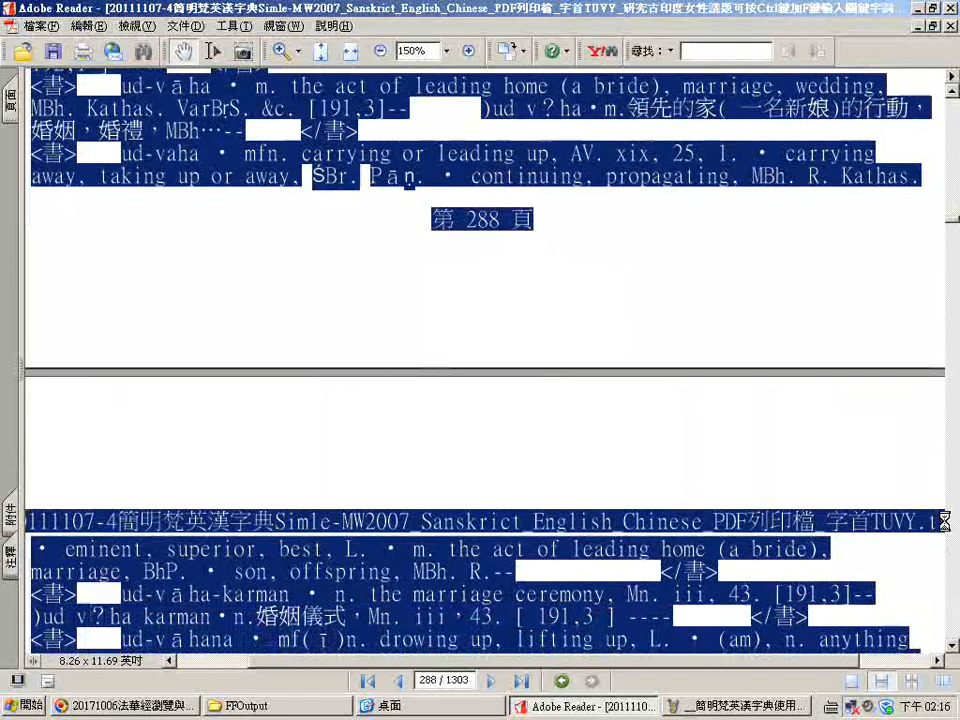 Adobe Reader - [20111107-4簡明梵英漢字典Simle-MW2007_Sanskrict_English_Chinese_PDF列印檔_字首TUVY_研究古印度女性議題可按Ctrl鍵加F鍵輸入關鍵字詞...
檔案(F) 編輯(E) 檢視(V) 文件(D) 工具(T) 視窗(W) 說明(H)
150% Y! 尋找：
頁面
<書> ud-vāha • m. the act of leading home (a bride), marriage, wedding,
MBh. Kathas. VarBrS. &c. [191,3]-- )ud v?ha•m.領先的家( 一名新娘)的行動，
婚姻，婚禮，MBh…-- </書>
<書> ud-vaha • mfn. carrying or leading up, AV. xix, 25, 1. • carrying
away, taking up or away, ŚBr. Pāṇ. • continuing, propagating, MBh. R. Kathas.
第 288 頁
附件
111107-4簡明梵英漢字典Simle-MW2007_Sanskrict_English_Chinese_PDF列印檔_字首TUVY.t
• eminent, superior, best, L. • m. the act of leading home (a bride),
注釋
marriage, BhP. • son, offspring, MBh. R.-- </書>
<書> ud-vāha-karman • n. the marriage ceremony, Mn. iii, 43. [191,3]--
)ud v?ha karman•n.婚姻儀式，Mn. iii，43. [ 191,3 ] ---- </書>
<書> ud-vāhana • mf(ī)n. drowing up, lifting up, L. • (am), n. anything
8.26 x 11.69 英吋
288 / 1303
開始 20171006法華經瀏覽與... FFOutput 桌面 Adobe Reader - [2011110... __簡明梵英字典使用... 下午 02:16